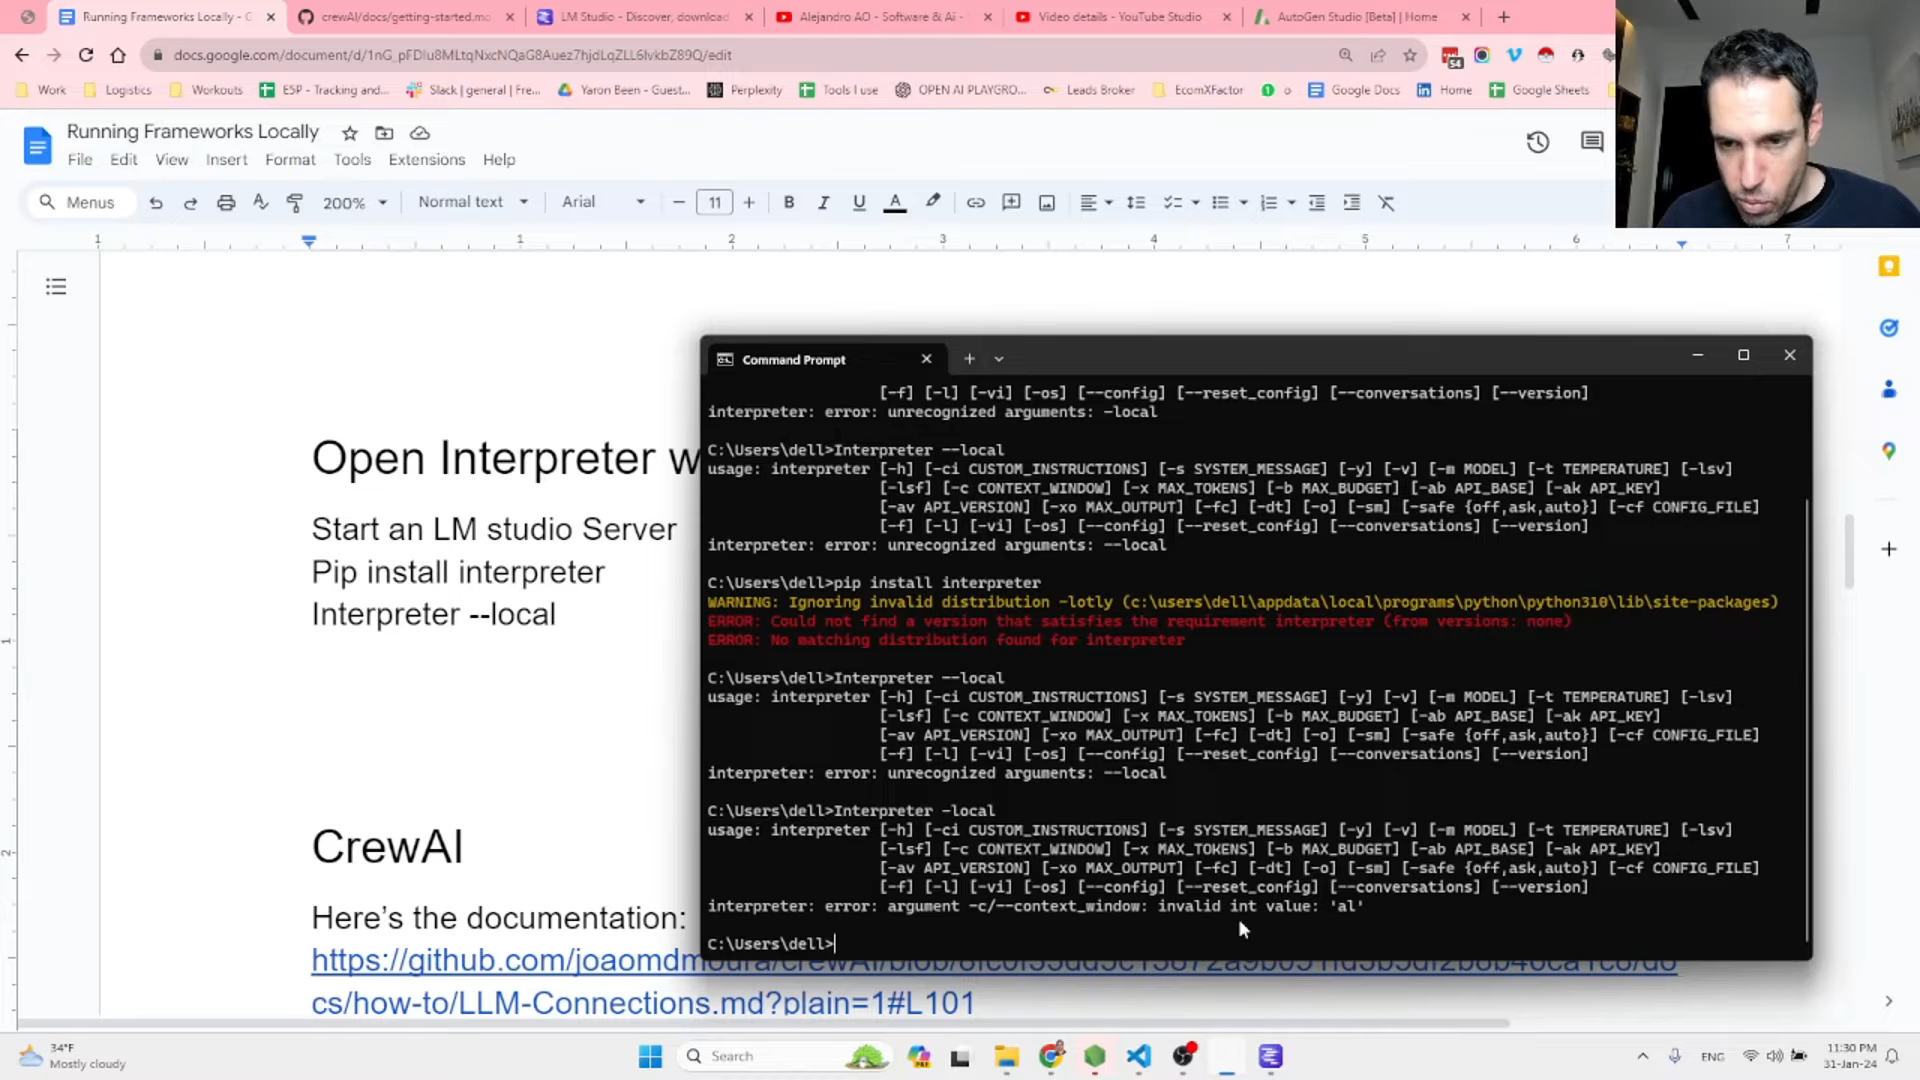 Running Frameworks Locally - G
crewAI/docs/getting-started.mo
LM Studio - Discover, download
Alejandro AO - Software & Ai -
Video details - YouTube Studio
AutoGen Studio [Beta] | Home
docs.google.com/document/d/1nG_pFDlu8MLtqNxcNQaG8Auez7hjdLqZLL6lvkbZ89Q/edit
54
Work
Logistics
Workouts
ESP - Tracking and...
Slack | general | Fre...
Yaron Been - Guest...
Perplexity
Tools I use
OPEN AI PLAYGRO...
Leads Broker
EcomXFactor
Google Docs
Home
Google Sheets
Running Frameworks Locally
File Edit View Insert Format Tools Extensions Help
Menus
200%
Normal text
Arial
11
B I U A
1 1 2 3 4 5 6 7
Open Interpreter w
Start an LM studio Server
Pip install interpreter
Interpreter --local
CrewAI
Here's the documentation:
cs/how-to/LLM-Connections.md?plain=1#L101
Command Prompt
[-f] [-l] [-vi] [-os] [--config] [--reset_config] [--conversations] [--version]
interpreter: error: unrecognized arguments: -local
C:\Users\dell>Interpreter --local
usage: interpreter [-h] [-ci CUSTOM_INSTRUCTIONS] [-s SYSTEM_MESSAGE] [-y] [-v] [-m MODEL] [-t TEMPERATURE] [-lsv]
[-lsf] [-c CONTEXT_WINDOW] [-x MAX_TOKENS] [-b MAX_BUDGET] [-ab API_BASE] [-ak API_KEY]
[-av API_VERSION] [-xo MAX_OUTPUT] [-fc] [-dt] [-o] [-sm] [-safe {off,ask,auto}] [-cf CONFIG_FILE]
[-f] [-l] [-vi] [-os] [--config] [--reset_config] [--conversations] [--version]
interpreter: error: unrecognized arguments: --local
C:\Users\dell>pip install interpreter
WARNING: Ignoring invalid distribution -lotly (c:\users\dell\appdata\local\programs\python\python310\lib\site-packages)
ERROR: Could not find a version that satisfies the requirement interpreter (from versions: none)
ERROR: No matching distribution found for interpreter
C:\Users\dell>Interpreter --local
usage: interpreter [-h] [-ci CUSTOM_INSTRUCTIONS] [-s SYSTEM_MESSAGE] [-y] [-v] [-m MODEL] [-t TEMPERATURE] [-lsv]
[-lsf] [-c CONTEXT_WINDOW] [-x MAX_TOKENS] [-b MAX_BUDGET] [-ab API_BASE] [-ak API_KEY]
[-av API_VERSION] [-xo MAX_OUTPUT] [-fc] [-dt] [-o] [-sm] [-safe {off,ask,auto}] [-cf CONFIG_FILE]
[-f] [-l] [-vi] [-os] [--config] [--reset_config] [--conversations] [--version]
interpreter: error: unrecognized arguments: --local
C:\Users\dell>Interpreter -local
usage: interpreter [-h] [-ci CUSTOM_INSTRUCTIONS] [-s SYSTEM_MESSAGE] [-y] [-v] [-m MODEL] [-t TEMPERATURE] [-lsv]
[-lsf] [-c CONTEXT_WINDOW] [-x MAX_TOKENS] [-b MAX_BUDGET] [-ab API_BASE] [-ak API_KEY]
[-av API_VERSION] [-xo MAX_OUTPUT] [-fc] [-dt] [-o] [-sm] [-safe {off,ask,auto}] [-cf CONFIG_FILE]
[-f] [-l] [-vi] [-os] [--config] [--reset_config] [--conversations] [--version]
interpreter: error: argument -c/--context_window: invalid int value: 'al'
C:\Users\dell>
34°F
Mostly cloudy
Search
ENG
11:30 PM
31-Jan-24